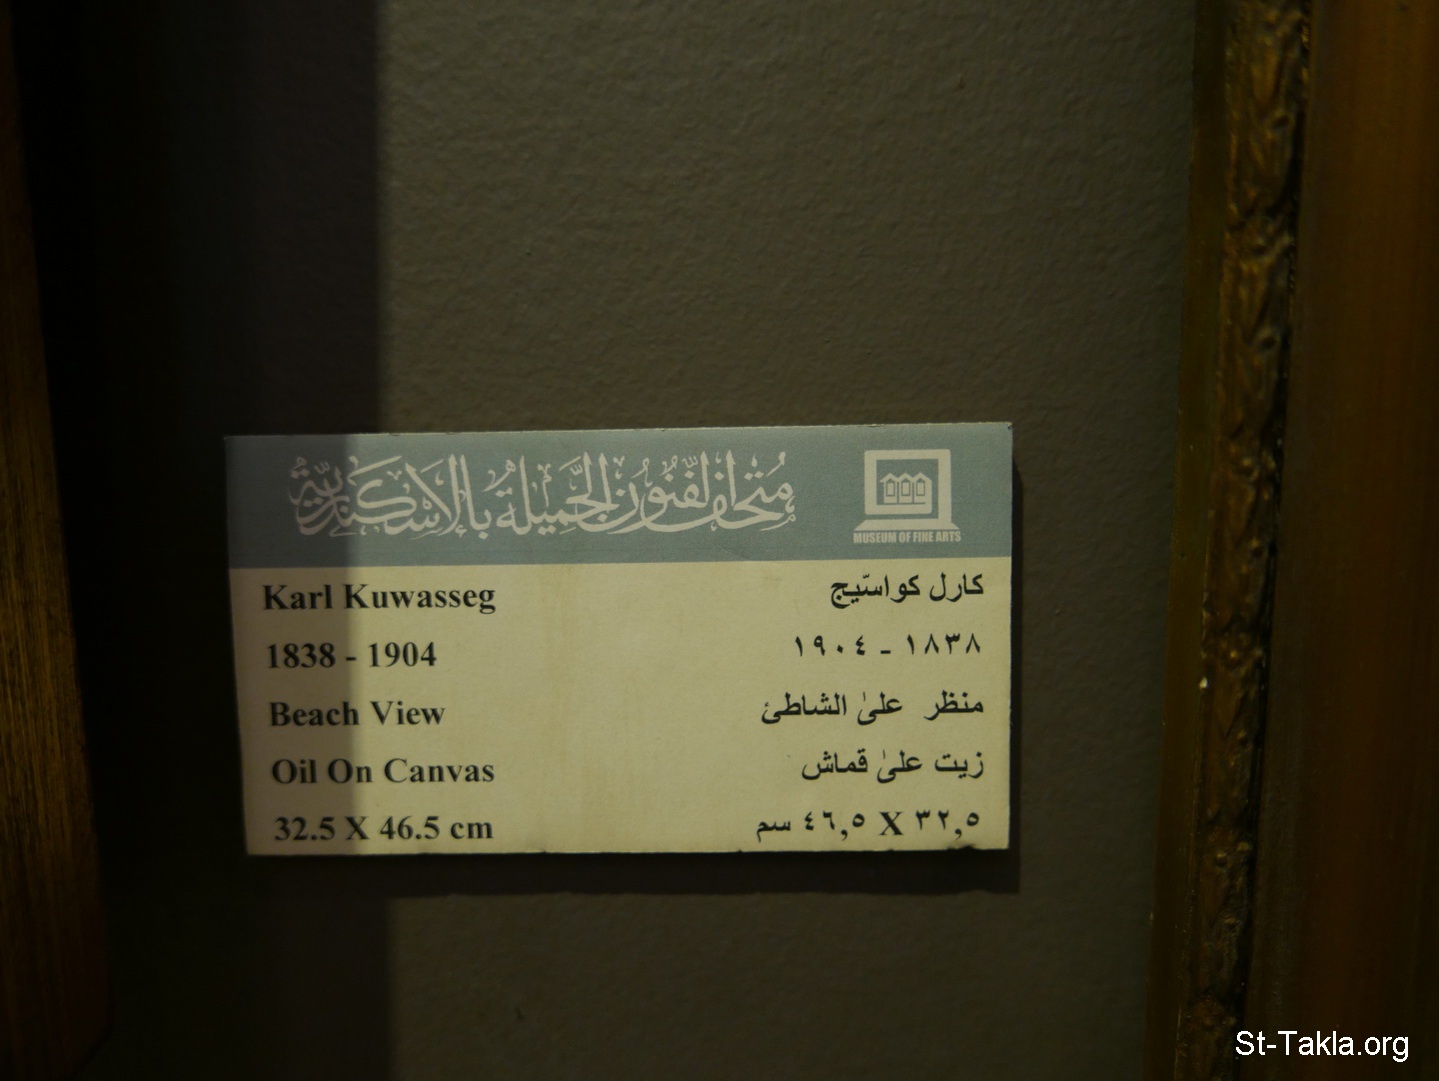 متحف الفنون الجميلة بالإسكندرية
MUSEUM OF FINE ARTS
Karl Kuwasseg
1838 - 1904
Beach View
Oil On Canvas
32.5 X 46.5 cm
كارل كواسّيج
١٨٣٨ - ١٩٠٤
منظر علىٰ الشاطئ
زيت علىٰ قماش
٣٢,٥ X ٤٦,٥ سم
St-Takla.org